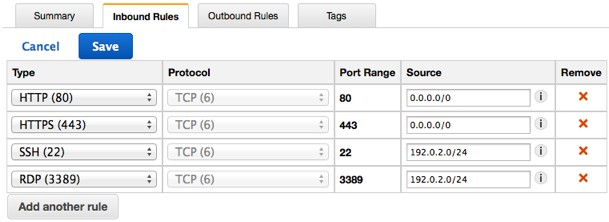 Summary Inbound Rules Outbound Rules Tags
Cancel Save
Type Protocol Port Range Source Remove
HTTP (80) TCP (6) 80 0.0.0.0/0 i
HTTPS (443) TCP (6) 443 0.0.0.0/0 i
SSH (22) TCP (6) 22 192.0.2.0/24 i
RDP (3389) TCP (6) 3389 192.0.2.0/24 i
Add another rule